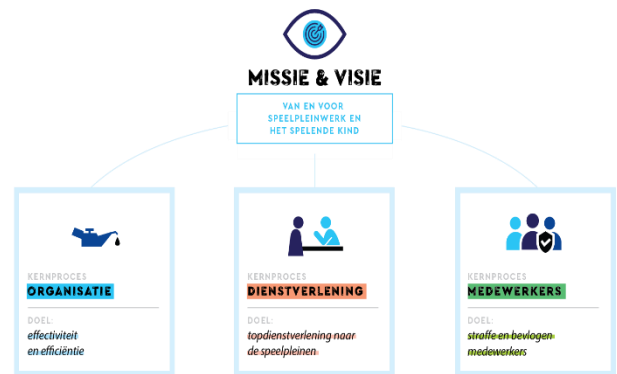 MISSIE & VISIE
VAN EN VOOR
SPEELPLEINWERK EN
HET SPELENDE KIND
KERNPROCES
ORGANISATIE
DOEL:
effectiviteit
en efficiëntie
KERNPROCES
DIENSTVERLENING
DOEL:
topdienstverlening naar
de speelpleinen
KERNPROCES
MEDEWERKERS
DOEL:
straffe en bevlogen
medewerkers